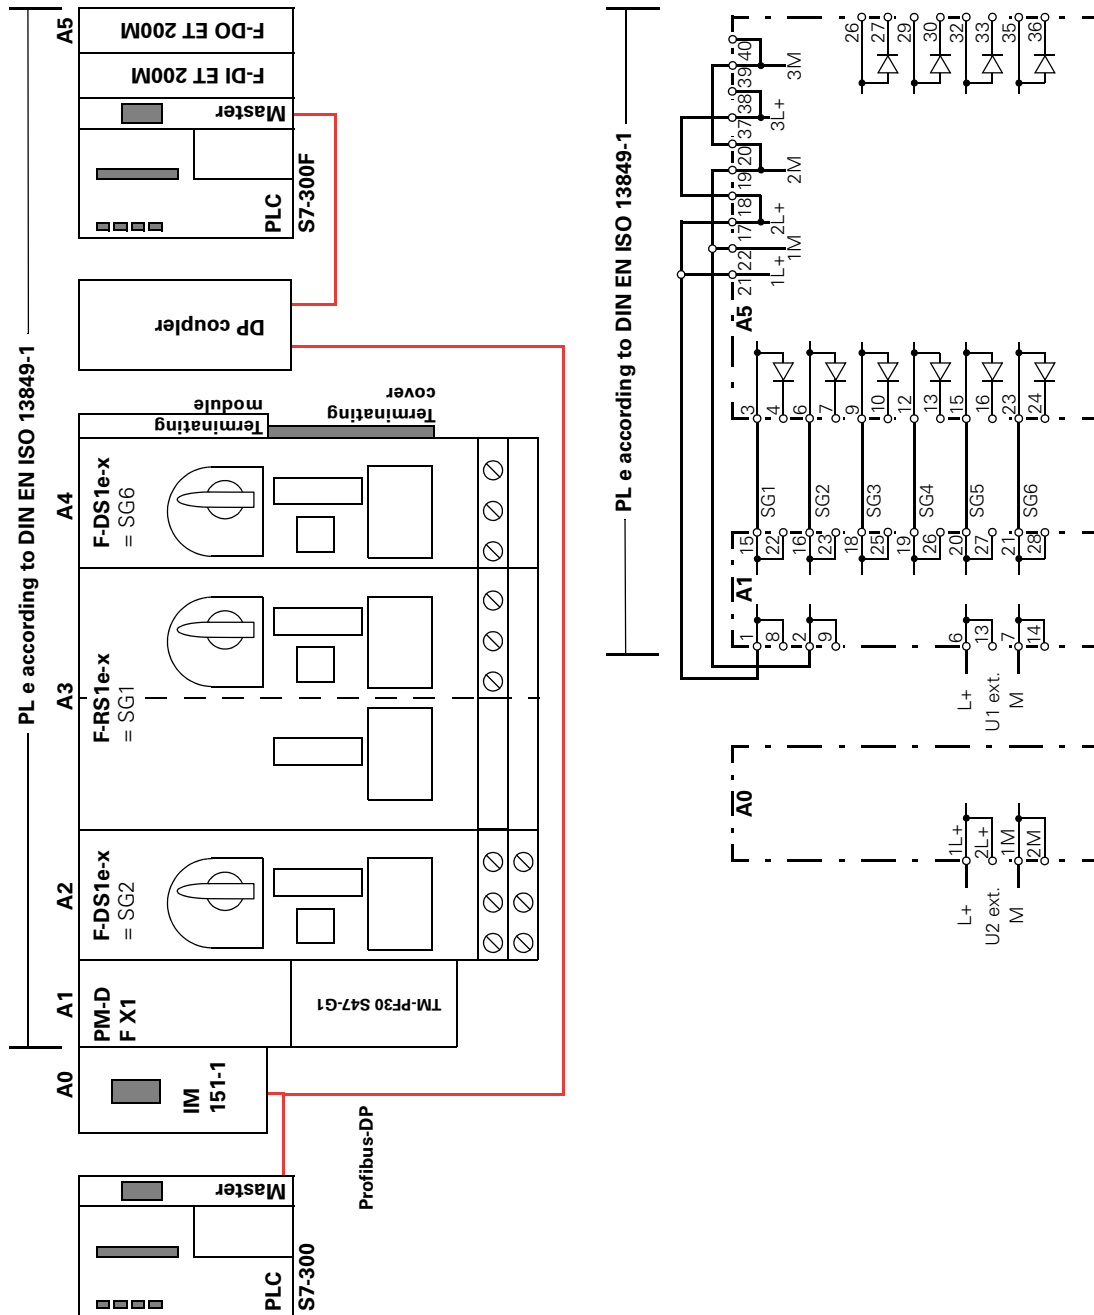 PL e according to DIN EN ISO 13849-1
A5
F-DO ET 200M
F-DI ET 200M
Master
PLC
S7-300F
DP coupler
Terminating
module
Terminating
cover
A4
F-DS1e-x
= SG6
A3
F-RS1e-x
= SG1
A2
F-DS1e-x
= SG2
A1
PM-D
F X1
TM-PF30 S47-G1
A0
IM
151-1
Profibus-DP
Master
PLC
S7-300
PL e according to DIN EN ISO 13849-1
A5
21
22
17
18
19
20
37
38
39
40
1L+
1M
2L+
2M
3L+
3M
26
27
29
30
32
33
35
36
3
4
6
7
9
10
12
13
15
16
23
24
SG1
SG2
SG3
SG4
SG5
SG6
A1
15
22
16
23
18
25
19
26
20
27
21
28
1
8
2
9
6
13
7
14
L+
U1 ext.
M
A0
1L+
2L+
1M
2M
L+
U2 ext.
M